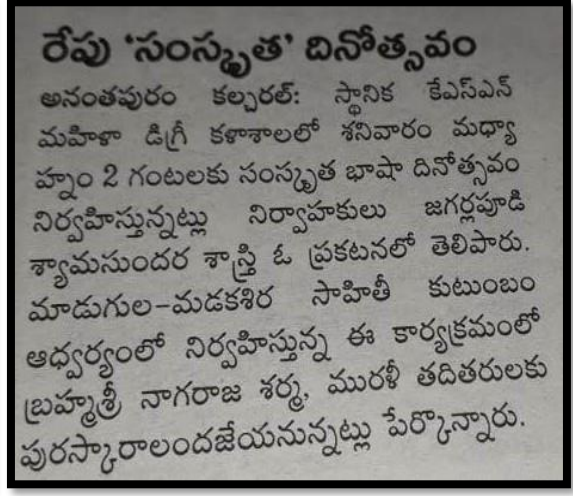 రేపు ‘సంస్కృత’ దినోత్సవం
అనంతపురం కల్చరల్: స్థానిక కేఎస్ఎన్
మహిళా డిగ్రీ కళాశాలలో శనివారం మధ్యా
హ్నం 2 గంటలకు సంస్కృత భాషా దినోత్సవం
నిర్వహిస్తున్నట్లు నిర్వాహకులు జగర్లపూడి
శ్యామసుందర శాస్త్రి ఓ ప్రకటనలో తెలిపారు.
మాడుగుల-మడకశిర సాహితీ కుటుంబం
ఆధ్వర్యంలో నిర్వహిస్తున్న ఈ కార్యక్రమంలో
బ్రహ్మశ్రీ నాగరాజ శర్మ, మురళీ తదితరులకు
పురస్కారాలందజేయనున్నట్లు పేర్కొన్నారు.